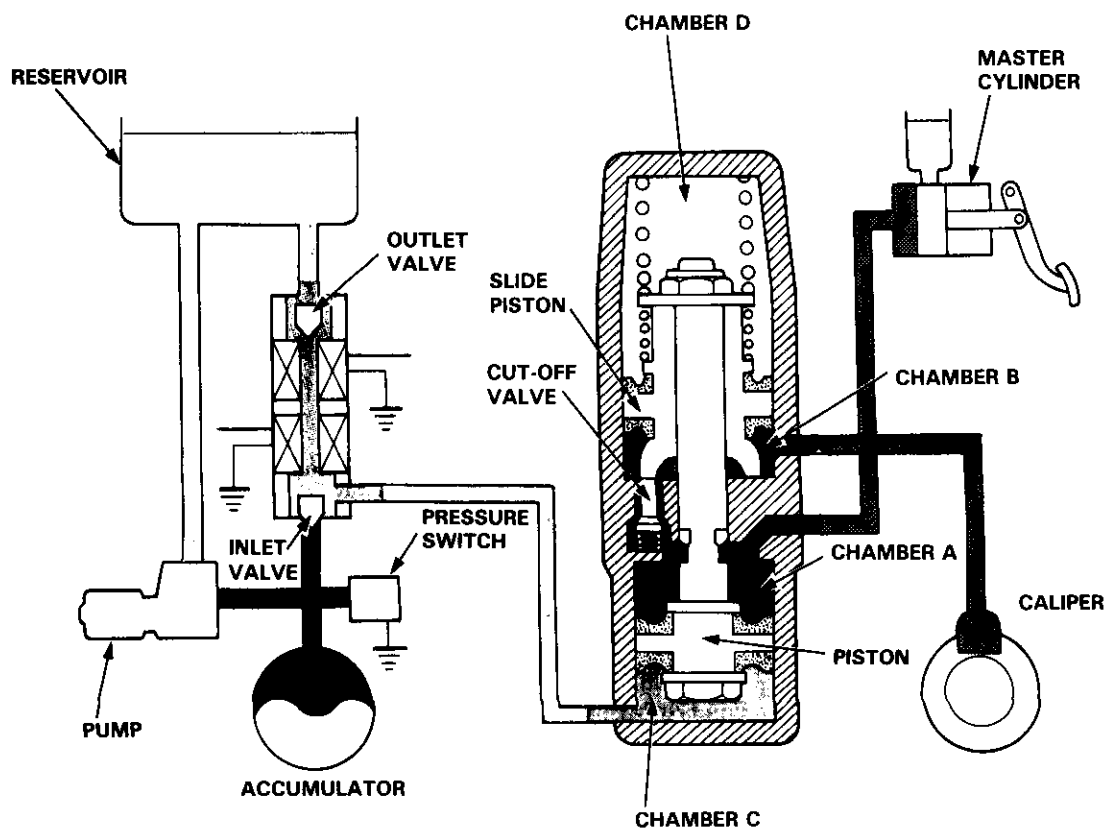 CHAMBER D
RESERVOIR
MASTER
CYLINDER
OUTLET
VALVE
SLIDE
PISTON
CUT-OFF
VALVE
CHAMBER B
PRESSURE
SWITCH
INLET
VALVE
CHAMBER A
CALIPER
PISTON
PUMP
ACCUMULATOR
CHAMBER C